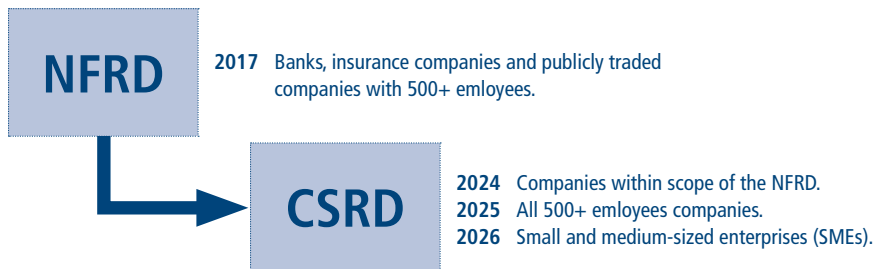 NFRD
2017 Banks, insurance companies and publicly traded
companies with 500+ emloyees.
CSRD
2024 Companies within scope of the NFRD.
2025 All 500+ emloyees companies.
2026 Small and medium-sized enterprises (SMEs).